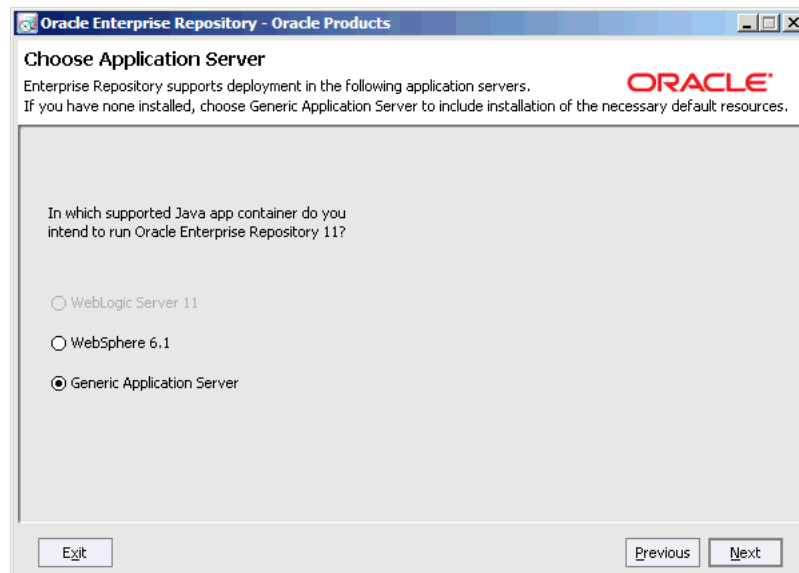 Oracle Enterprise Repository - Oracle Products
Choose Application Server
Enterprise Repository supports deployment in the following application servers.
If you have none installed, choose Generic Application Server to include installation of the necessary default resources.
ORACLE
In which supported Java app container do you
intend to run Oracle Enterprise Repository 11?
WebLogic Server 11
WebSphere 6.1
Generic Application Server
Exit
Previous
Next